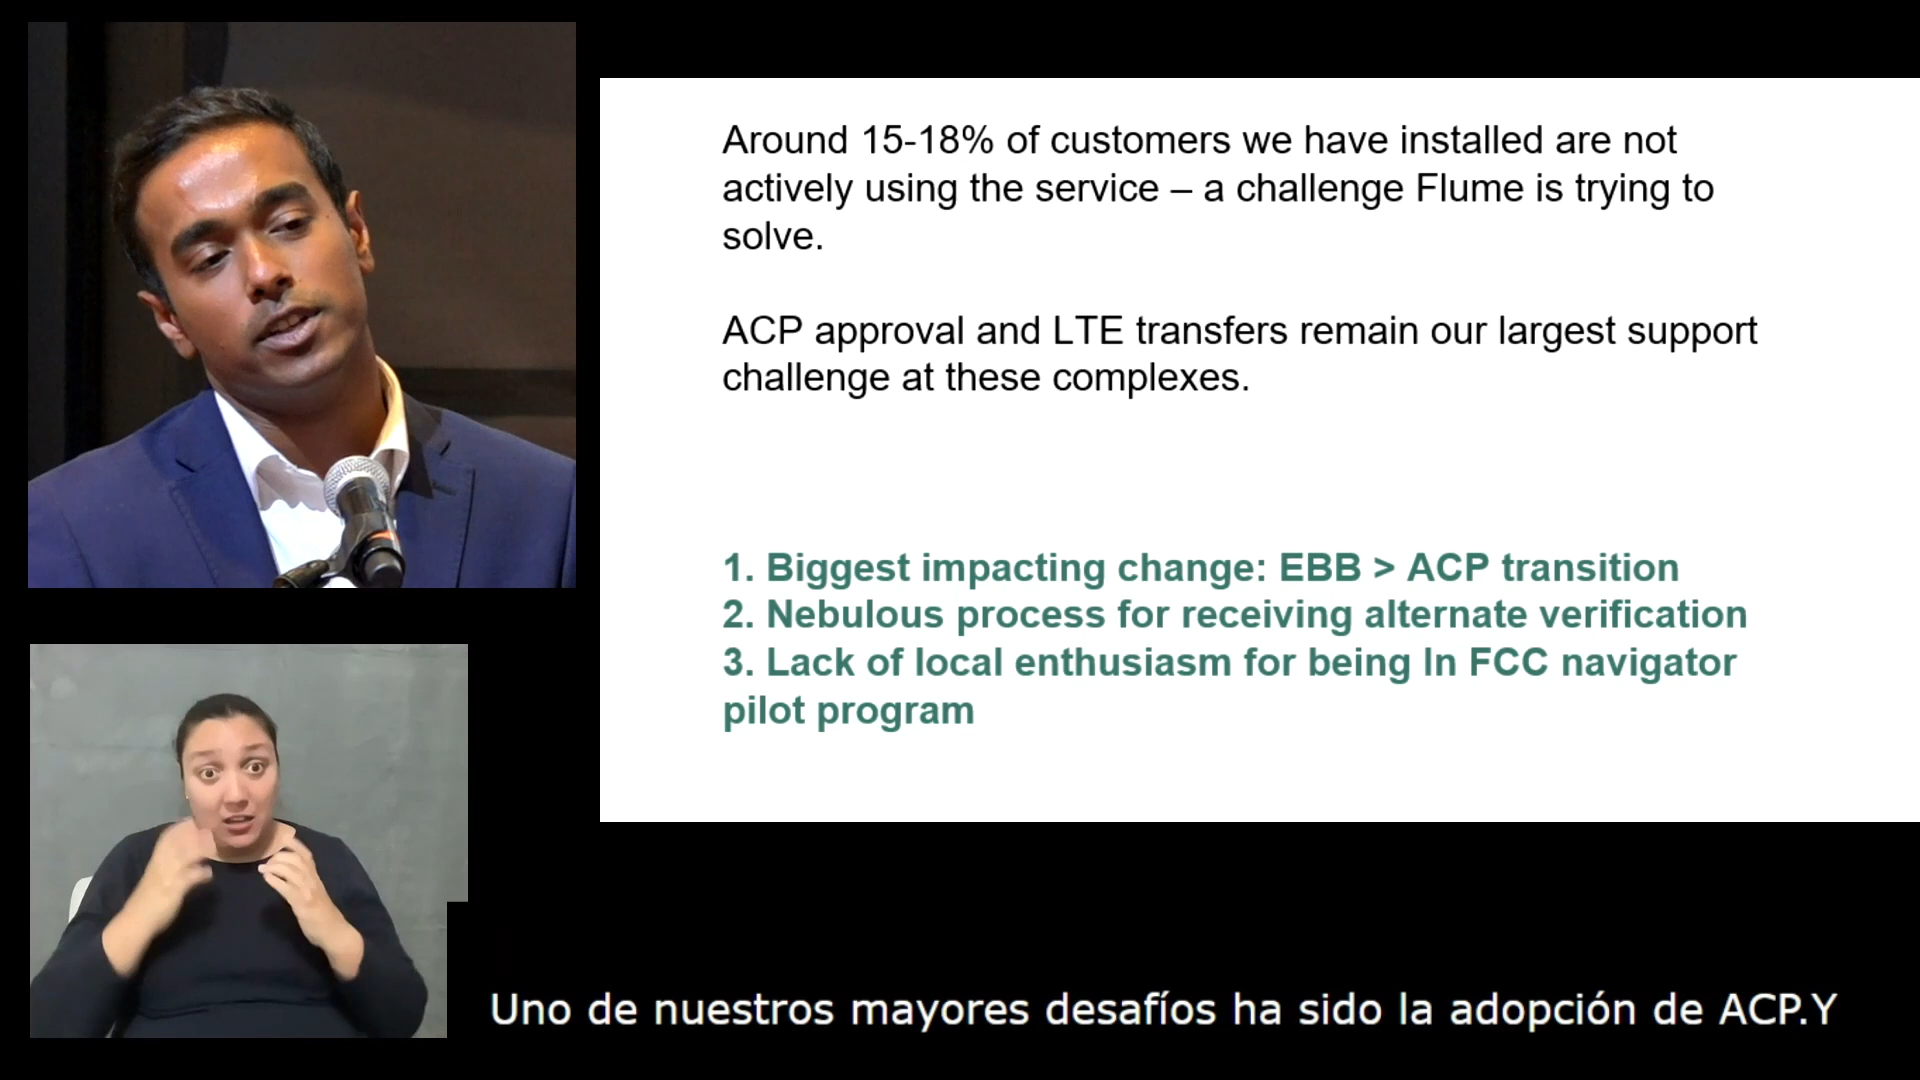 Around 15-18% of customers we have installed are not
actively using the service – a challenge Flume is trying to
solve.
ACP approval and LTE transfers remain our largest support
challenge at these complexes.
1. Biggest impacting change: EBB > ACP transition
2. Nebulous process for receiving alternate verification
3. Lack of local enthusiasm for being In FCC navigator
pilot program
Uno de nuestros mayores desafíos ha sido la adopción de ACP.Y